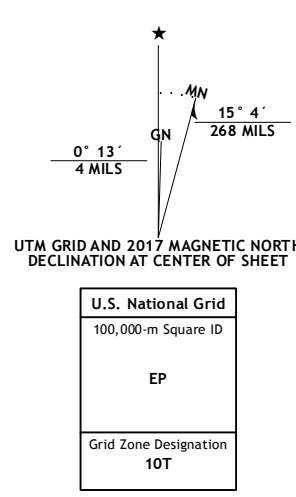 ★
MN
15° 4´
268 MILS
GN
0° 13´
4 MILS
UTM GRID AND 2017 MAGNETIC NORTH
DECLINATION AT CENTER OF SHEET
U.S. National Grid
100,000-m Square ID
EP
Grid Zone Designation
10T